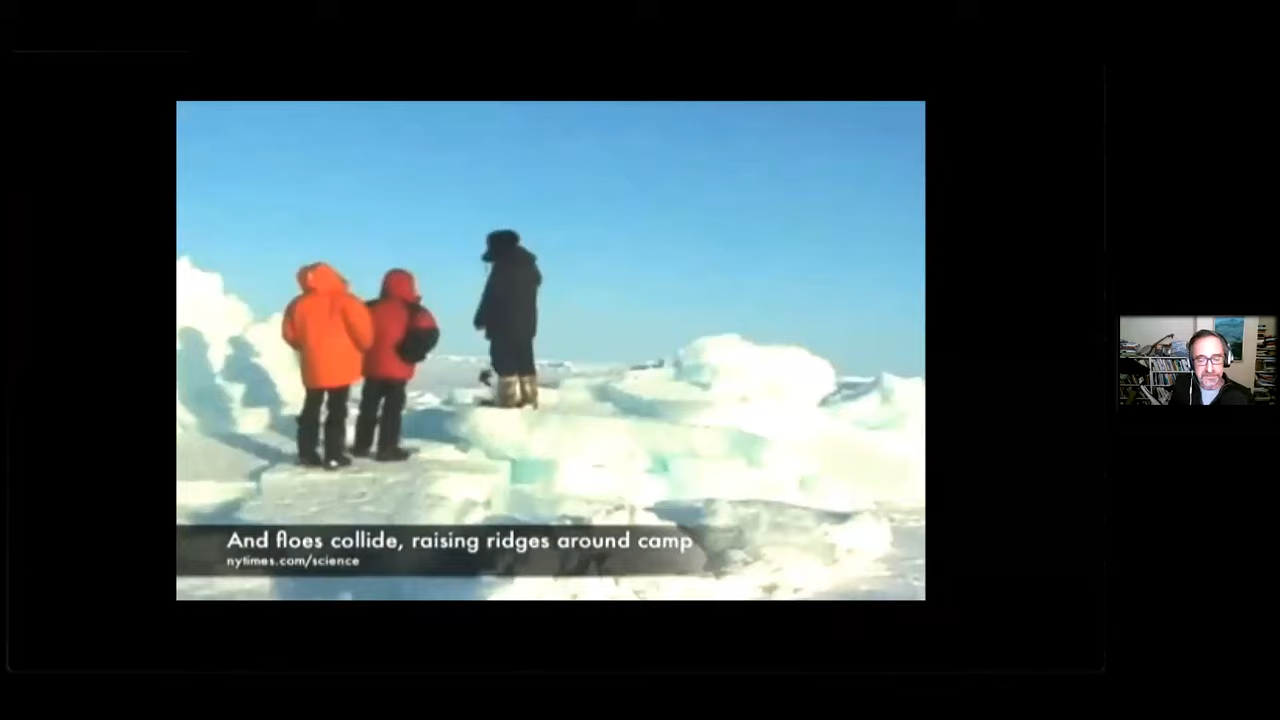 And floes collide, raising ridges around camp
nytimes.com/science